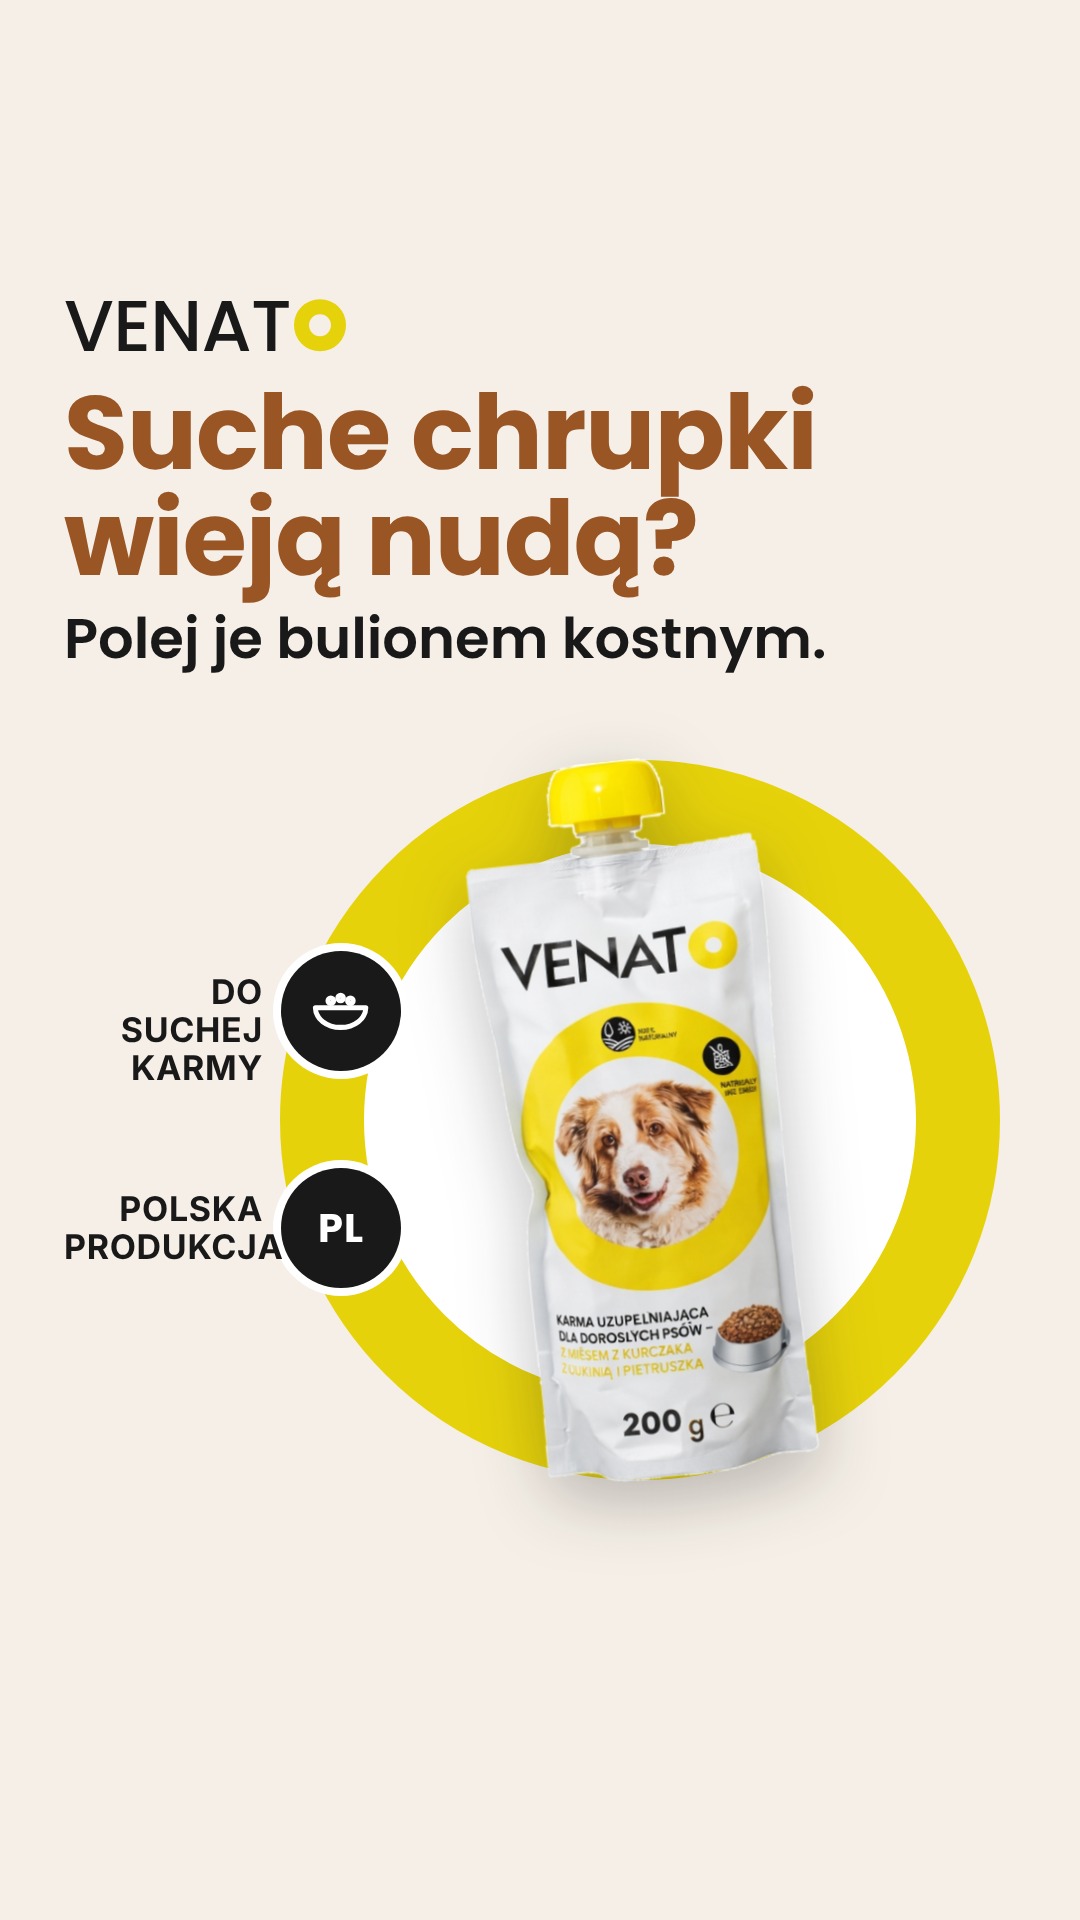 VENATO
Suche chrupki
wieją nudą?
Polej je bulionem kostnym.
DO
SUCHEJ
KARMY
POLSKA
PRODUKCJA
PL
VENATO
KARMA UZUPEŁNIAJĄCA
DLA DOROSŁYCH PSÓW –
Z MIĘSEM Z KURCZAKA
Z CUKINIĄ I PIETRUSZKA
200 g ℮